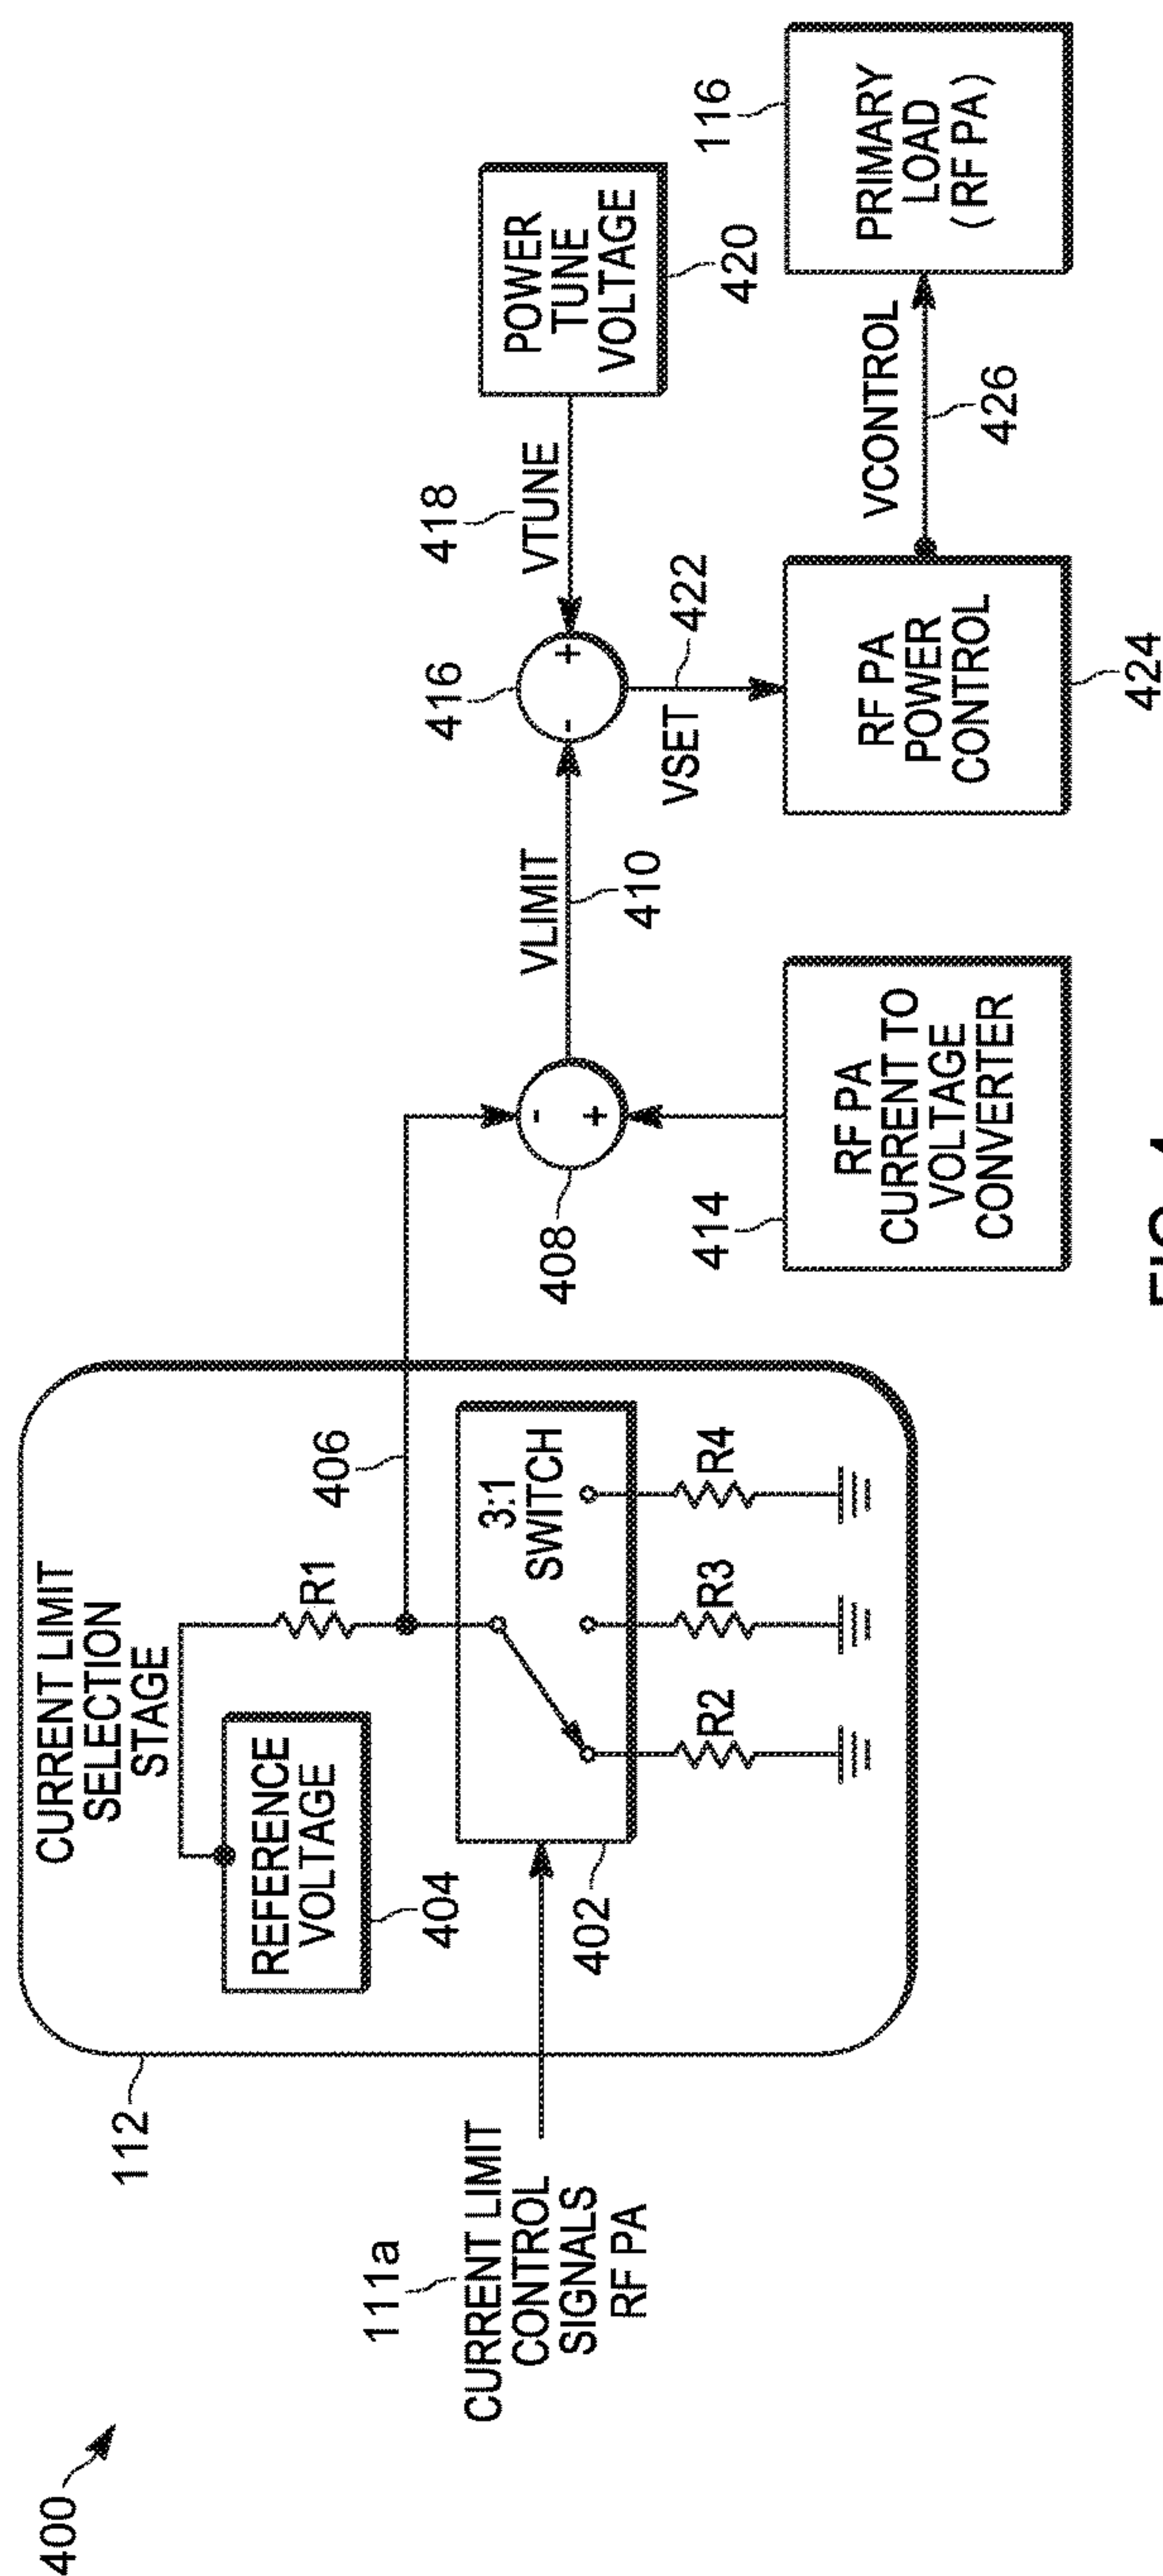 400
111a
CURRENT LIMIT
CONTROL
SIGNALS
RF PA
112
CURRENT LIMIT
SELECTION
STAGE
REFERENCE
VOLTAGE
404
R1
406
3:1
SWITCH
402
R2
R3
R4
408
-
+
414
RF PA
CURRENT TO
VOLTAGE
CONVERTER
VLIMIT
410
416
-
+
418
VTUNE
POWER
TUNE
VOLTAGE
420
VSET
422
RF PA
POWER
CONTROL
424
VCONTROL
426
116
PRIMARY
LOAD
(RF PA)